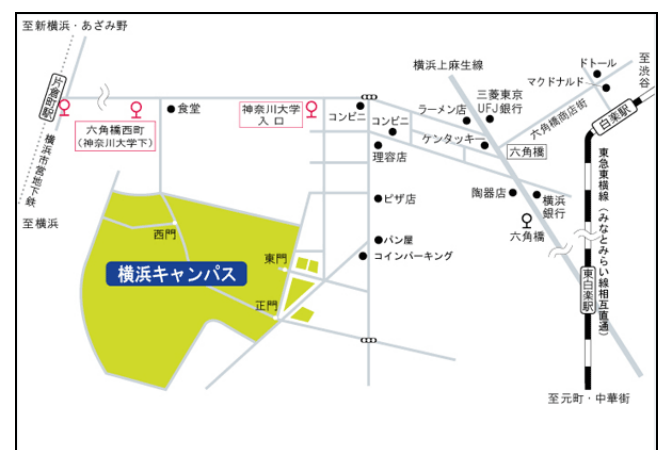 至新横浜・あざみ野
片倉町駅
横浜市営地下鉄
至横浜
六角橋西町
(神奈川大学下)
食堂
神奈川大学
入口
コンビニ
コンビニ
理容店
ピザ店
パン屋
コインパーキング
横浜上麻生線
ラーメン店
三菱東京
UFJ銀行
ケンタッキー
六角橋
六角橋商店街
ドトール
マクドナルド
至渋谷
白楽駅
陶器店
横浜
銀行
六角橋
東急東横線(みなとみらい線相互直通)
東白楽駅
至元町・中華街
西門
横浜キャンパス
東門
正門